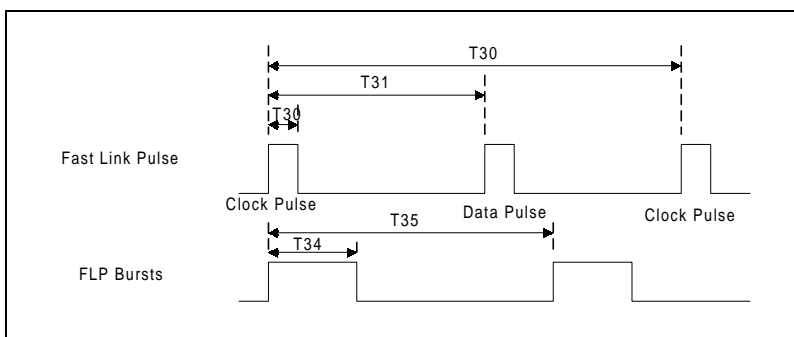 T30
T31
T30
Fast Link Pulse
Clock Pulse
Data Pulse
Clock Pulse
T35
T34
FLP Bursts